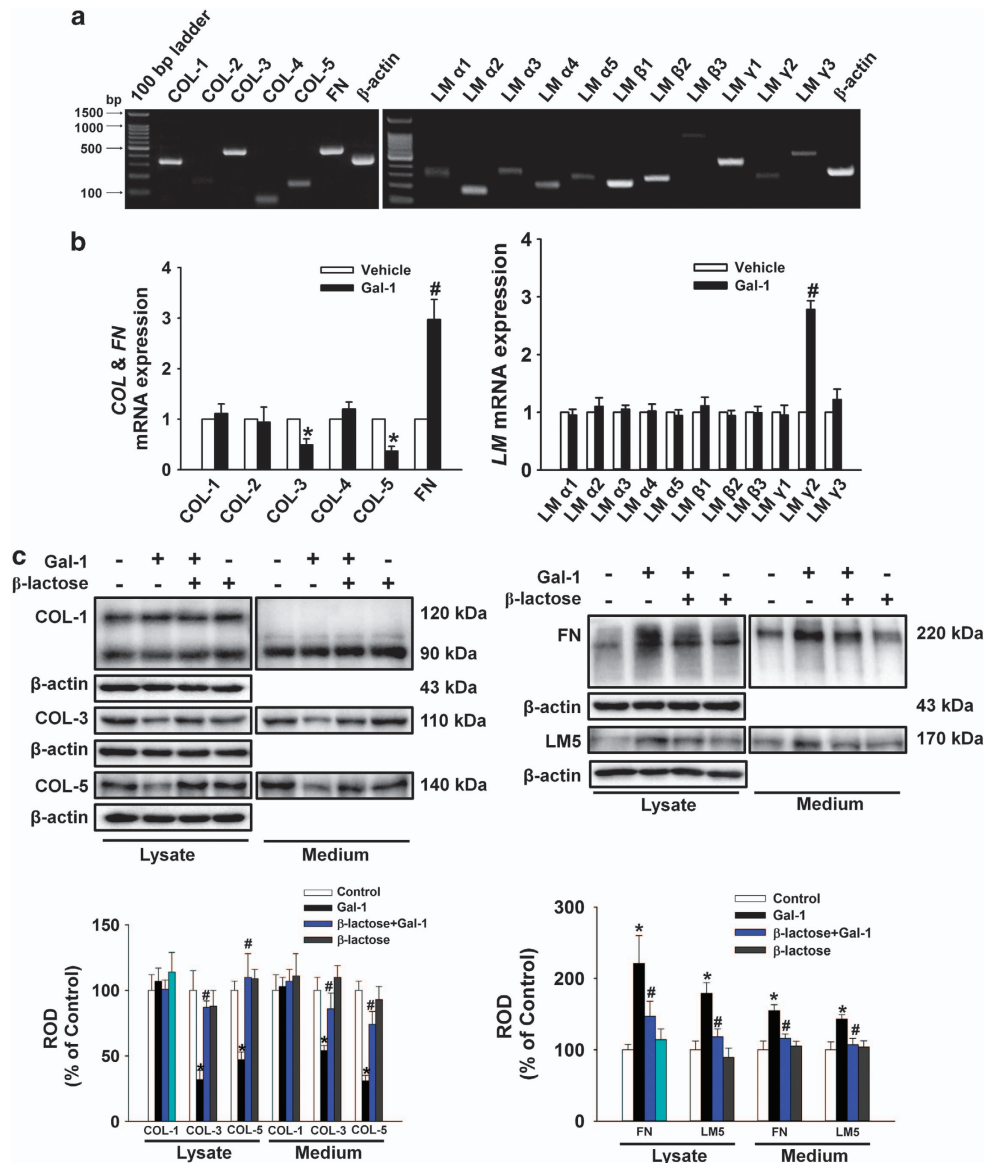 a
100 bp ladder COL-1 COL-2 COL-3 COL-4 COL-5 FN β-actin
LM α1 LM α2 LM α3 LM α4 LM α5 LM β1 LM β2 LM β3 LM γ1 LM γ2 LM γ3 β-actin
bp
1500
1000
500
100
b
COL & FN
mRNA expression
4
3
2
1
0
Vehicle
Gal-1
* * #
COL-1 COL-2 COL-3 COL-4 COL-5 FN
LM mRNA expression
4
3
2
1
0
Vehicle
Gal-1
#
LM α1 LM α2 LM α3 LM α4 LM α5 LM β1 LM β2 LM β3 LM γ1 LM γ2 LM γ3
c
Gal-1 - + + - - + + -
β-lactose - - + + - - + +
COL-1 120 kDa
90 kDa
β-actin 43 kDa
COL-3 110 kDa
β-actin
COL-5 140 kDa
β-actin
Lysate Medium
Gal-1 - + + - - + + -
β-lactose - - + + - - + +
FN 220 kDa
β-actin 43 kDa
LM5 170 kDa
β-actin
Lysate Medium
ROD
(% of Control)
150
100
50
0
Control
Gal-1
β-lactose+Gal-1
β-lactose
* # * # * # * #
COL-1 COL-3 COL-5 COL-1 COL-3 COL-5
Lysate Medium
ROD
(% of Control)
300
200
100
0
Control
Gal-1
β-lactose+Gal-1
β-lactose
* # * # * # * #
FN LM5 FN LM5
Lysate Medium